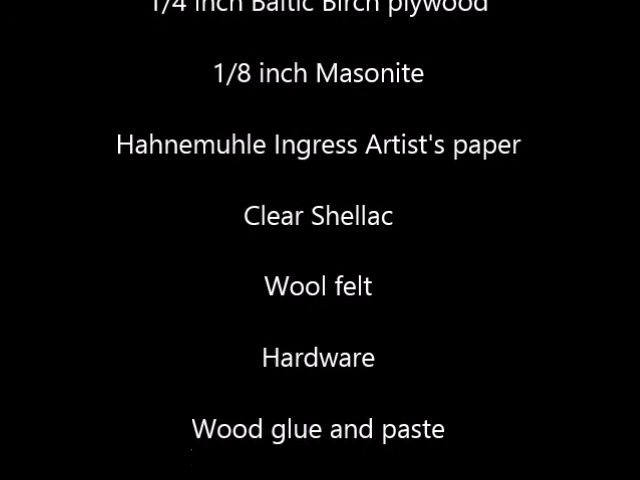 1/4 inch Baltic Birch plywood
1/8 inch Masonite
Hahnemuhle Ingress Artist's paper
Clear Shellac
Wool felt
Hardware
Wood glue and paste